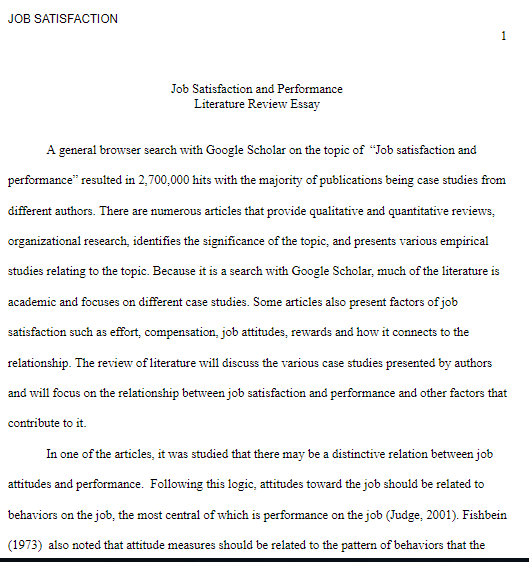 JOB SATISFACTION
1
Job Satisfaction and Performance
Literature Review Essay
A general browser search with Google Scholar on the topic of “Job satisfaction and
performance” resulted in 2,700,000 hits with the majority of publications being case studies from
different authors. There are numerous articles that provide qualitative and quantitative reviews,
organizational research, identifies the significance of the topic, and presents various empirical
studies relating to the topic. Because it is a search with Google Scholar, much of the literature is
academic and focuses on different case studies. Some articles also present factors of job
satisfaction such as effort, compensation, job attitudes, rewards and how it connects to the
relationship. The review of literature will discuss the various case studies presented by authors
and will focus on the relationship between job satisfaction and performance and other factors that
contribute to it.
In one of the articles, it was studied that there may be a distinctive relation between job
attitudes and performance. Following this logic, attitudes toward the job should be related to
behaviors on the job, the most central of which is performance on the job (Judge, 2001). Fishbein
(1973) also noted that attitude measures should be related to the pattern of behaviors that the